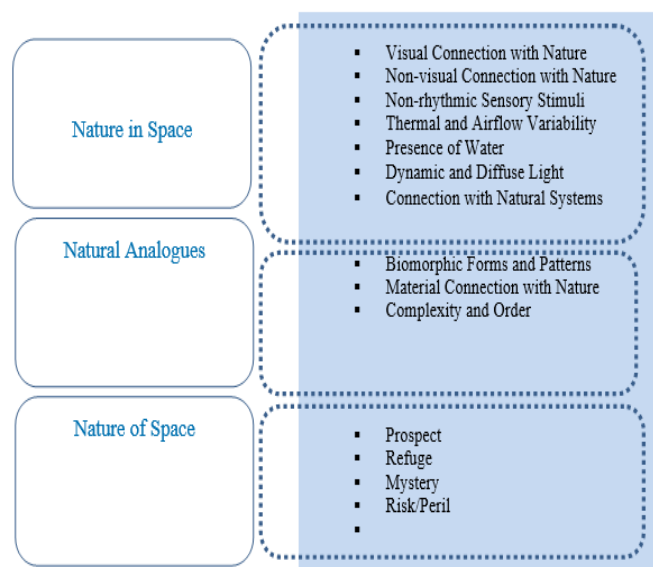 Nature in Space
▪ Visual Connection with Nature
▪ Non-visual Connection with Nature
▪ Non-rhythmic Sensory Stimuli
▪ Thermal and Airflow Variability
▪ Presence of Water
▪ Dynamic and Diffuse Light
▪ Connection with Natural Systems
Natural Analogues
▪ Biomorphic Forms and Patterns
▪ Material Connection with Nature
▪ Complexity and Order
Nature of Space
▪ Prospect
▪ Refuge
▪ Mystery
▪ Risk/Peril
▪